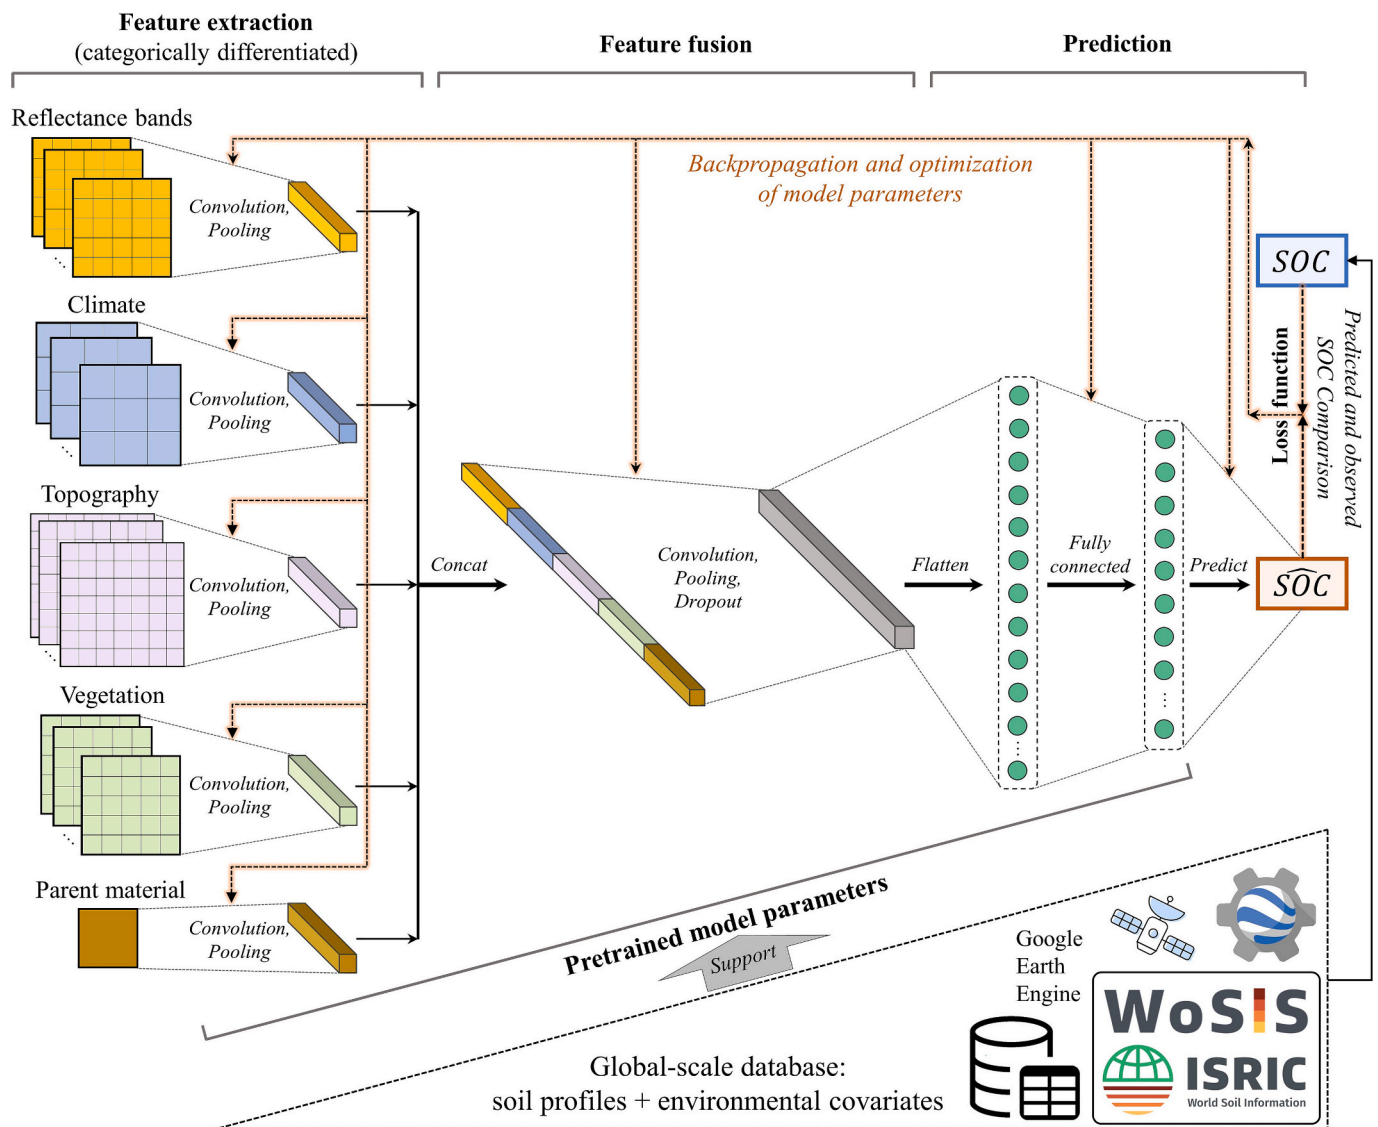 Feature extraction
(categorically differentiated)
Feature fusion
Prediction
Reflectance bands
Convolution,
Pooling
Climate
Convolution,
Pooling
Topography
Convolution,
Pooling
Vegetation
Convolution,
Pooling
Parent material
Convolution,
Pooling
Backpropagation and optimization
of model parameters
Concat
Convolution,
Pooling,
Dropout
Flatten
Fully
connected
Predict
SOC
Loss function
Predicted and observed
SOC Comparison
$\widehat{SOC}$
Pretrained model parameters
Support
Google
Earth
Engine
WoSIS
ISRIC
World Soil Information
Global-scale database:
soil profiles + environmental covariates